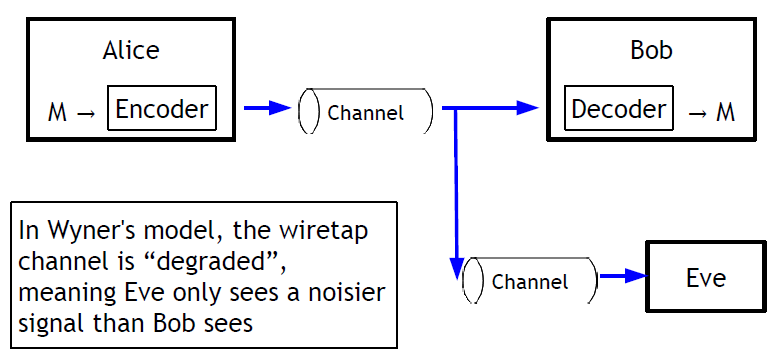 Alice
M → Encoder
Channel
Bob
Decoder → M
In Wyner's model, the wiretap
channel is “degraded”,
meaning Eve only sees a noisier
signal than Bob sees
Channel
Eve